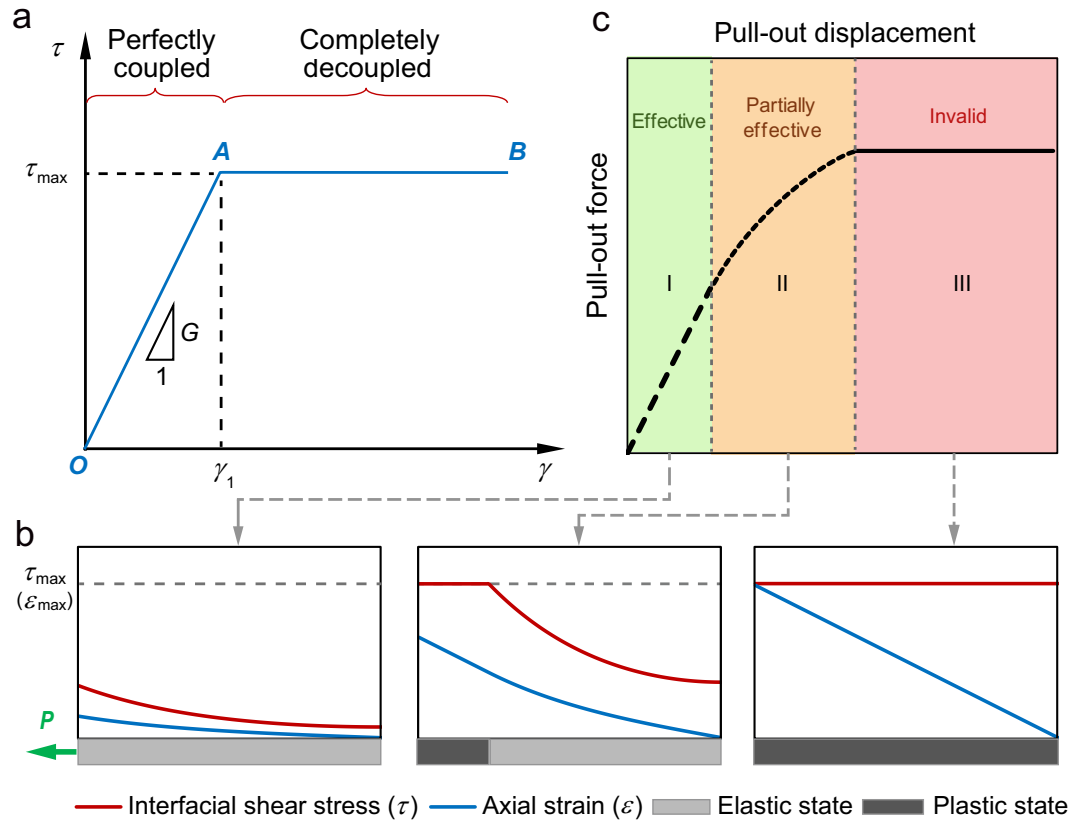 a
τ
Perfectly
coupled
Completely
decoupled
A
B
τmax
G
1
O
γ1
γ
c
Pull-out displacement
Effective
Partially
effective
Invalid
Pull-out force
I
II
III
b
τmax
(εmax)
P
Interfacial shear stress (τ)
Axial strain (ε)
Elastic state
Plastic state